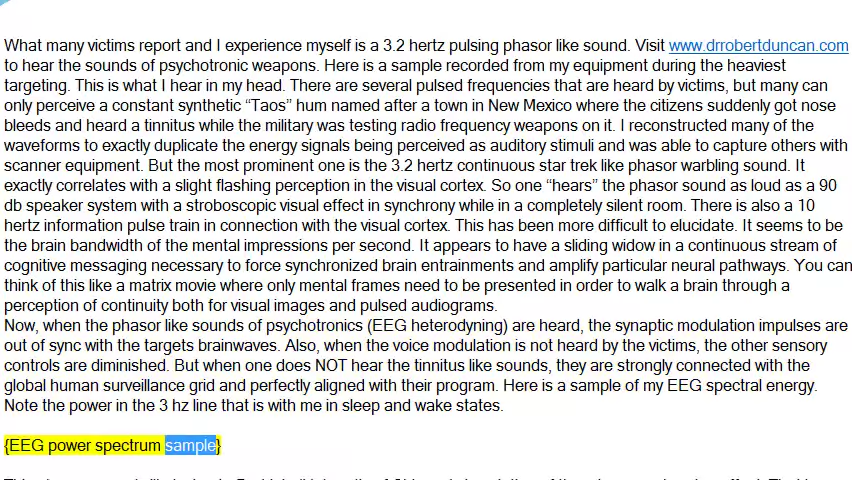 What many victims report and I experience myself is a 3.2 hertz pulsing phasor like sound. Visit www.drrobertduncan.com
to hear the sounds of psychotronic weapons. Here is a sample recorded from my equipment during the heaviest
targeting. This is what I hear in my head. There are several pulsed frequencies that are heard by victims, but many can
only perceive a constant synthetic “Taos” hum named after a town in New Mexico where the citizens suddenly got nose
bleeds and heard a tinnitus while the military was testing radio frequency weapons on it. I reconstructed many of the
waveforms to exactly duplicate the energy signals being perceived as auditory stimuli and was able to capture others with
scanner equipment. But the most prominent one is the 3.2 hertz continuous star trek like phasor warbling sound. It
exactly correlates with a slight flashing perception in the visual cortex. So one “hears” the phasor sound as loud as a 90
db speaker system with a stroboscopic visual effect in synchrony while in a completely silent room. There is also a 10
hertz information pulse train in connection with the visual cortex. This has been more difficult to elucidate. It seems to be
the brain bandwidth of the mental impressions per second. It appears to have a sliding widow in a continuous stream of
cognitive messaging necessary to force synchronized brain entrainments and amplify particular neural pathways. You can
think of this like a matrix movie where only mental frames need to be presented in order to walk a brain through a
perception of continuity both for visual images and pulsed audiograms.
Now, when the phasor like sounds of psychotronics (EEG heterodyning) are heard, the synaptic modulation impulses are
out of sync with the targets brainwaves. Also, when the voice modulation is not heard by the victims, the other sensory
controls are diminished. But when one does NOT hear the tinnitus like sounds, they are strongly connected with the
global human surveillance grid and perfectly aligned with their program. Here is a sample of my EEG spectral energy.
Note the power in the 3 hz line that is with me in sleep and wake states.
{EEG power spectrum sample}